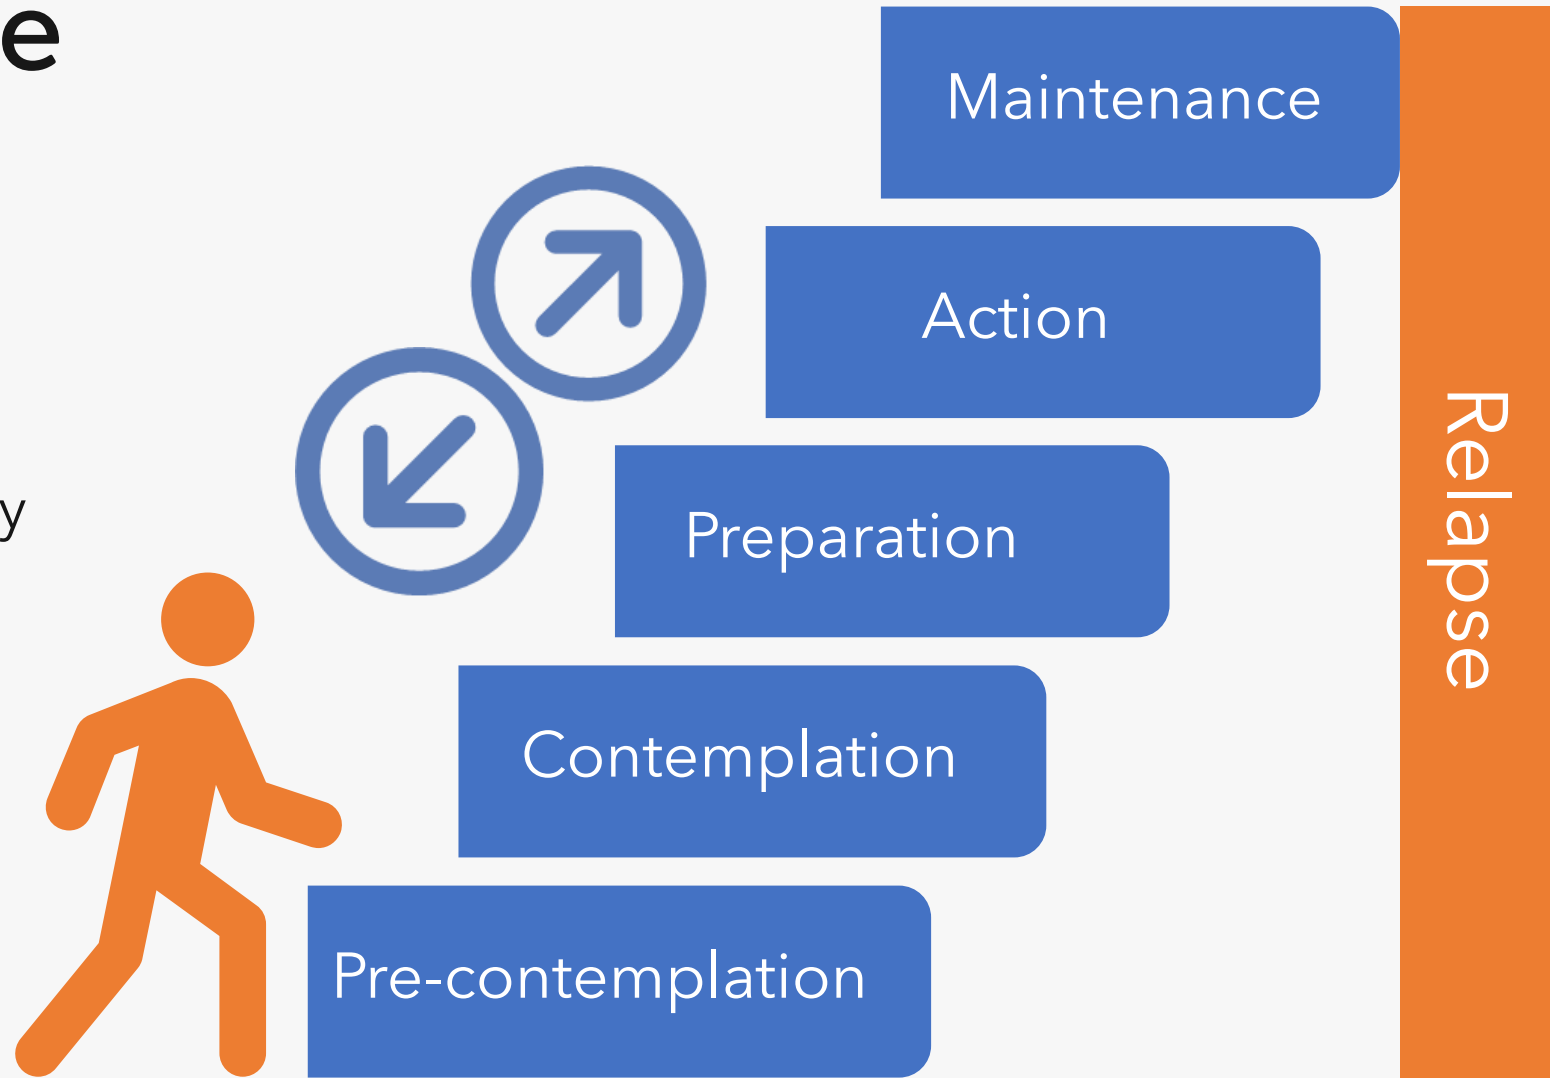 e
Maintenance
Action
y
Preparation
Contemplation
Pre-contemplation
Relapse